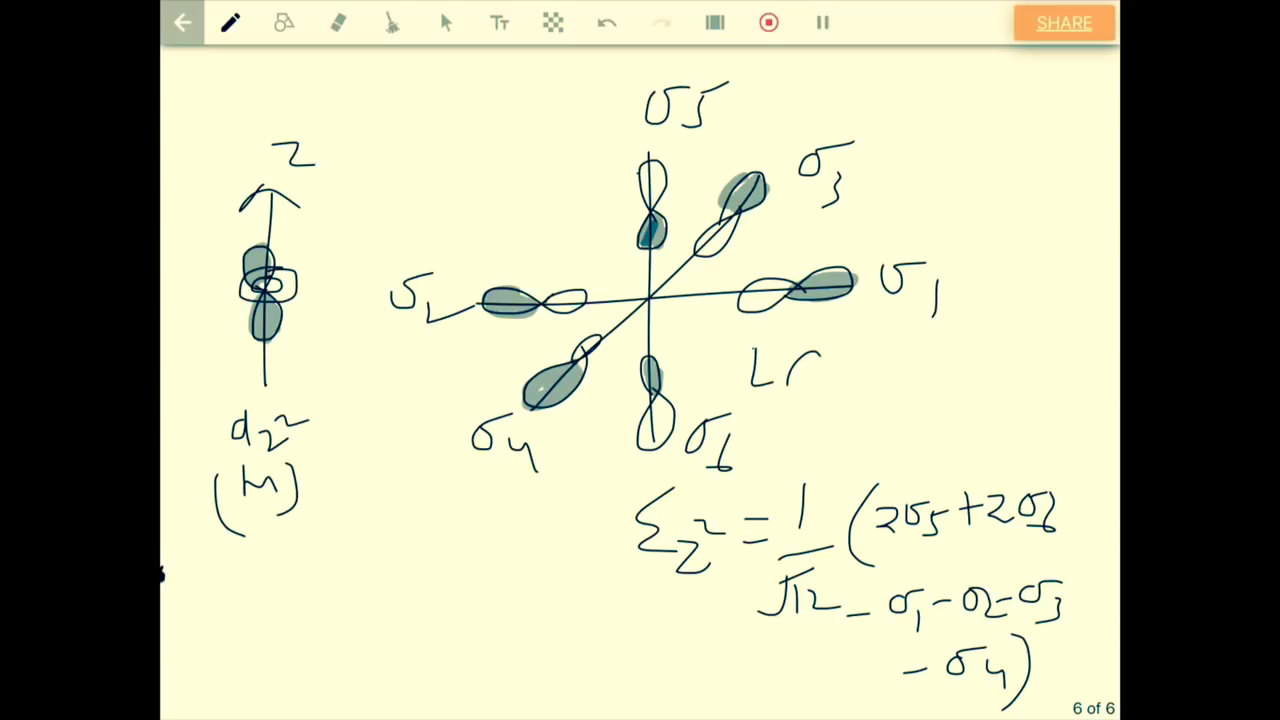 SHARE
σ5
z
σ3
σ2
σ1
Lr
dz²
σ4
σ6
(M)
Σz² = 1/√12 (2σ5 + 2σ6
- σ1 - σ2 - σ3
- σ4)
6 of 6